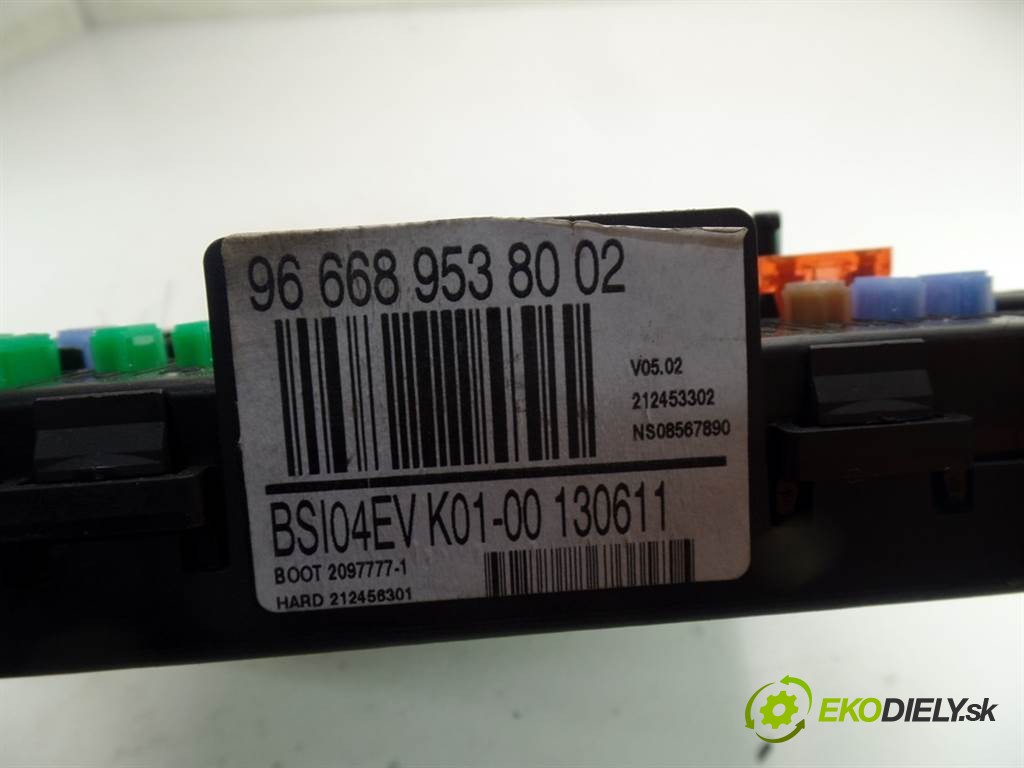 96 668 953 80 02
V05.02
212453302
NS08567890
BSI04EV K01-00 130611
BOOT 2097777-1
HARD 212456301
EKODIELY.sk